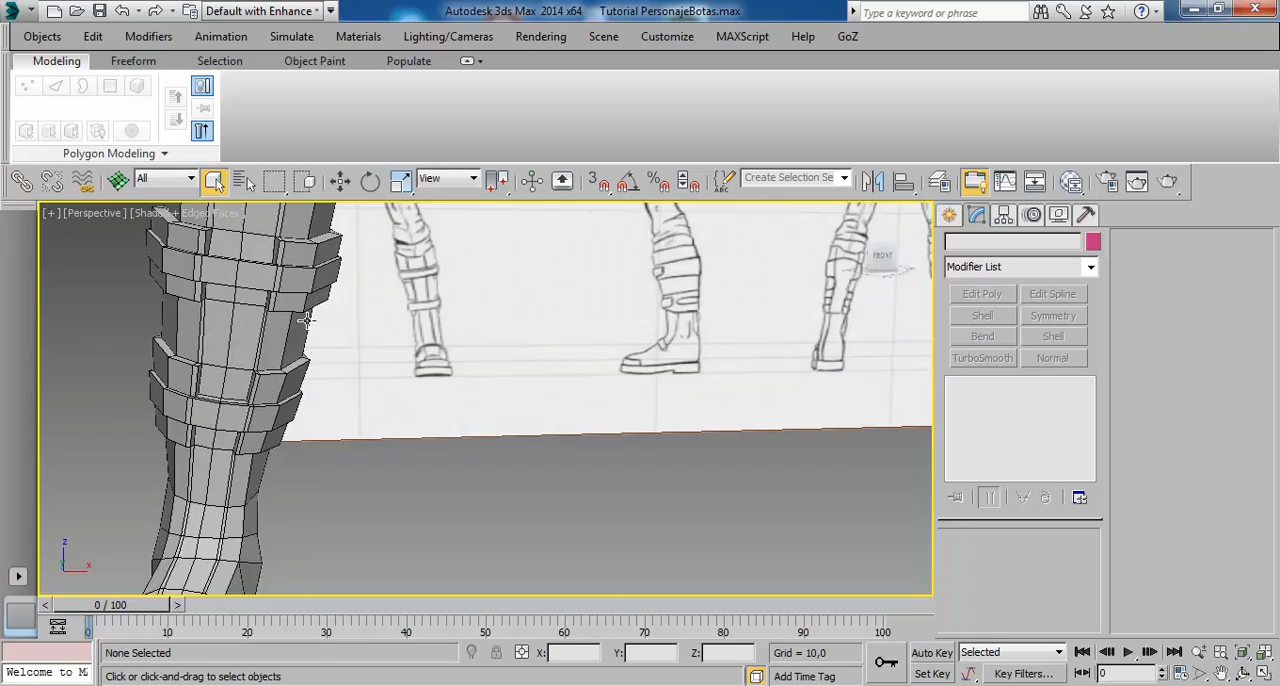 Default with Enhance
Autodesk 3ds Max 2014 x64 Tutorial PersonajeBotas.max
Type a keyword or phrase
Objects Edit Modifiers Animation Simulate Materials Lighting/Cameras Rendering Scene Customize MAXScript Help GoZ
Modeling Freeform Selection Object Paint Populate
Polygon Modeling
All View 3 Create Selection Se
ABC
[+][Perspective][Shaded + Edged Faces]
FRONT
Modifier List
Edit Poly Edit Spline
Shell Symmetry
Bend Shell
TurboSmooth Normal
z
x
0 / 100
0 10 20 30 40 50 60 70 80 90 100
None Selected X: Y: Z: Grid = 10,0 Auto Key Selected
Welcome to M
Click or click-and-drag to select objects Add Time Tag Set Key Key Filters... 0